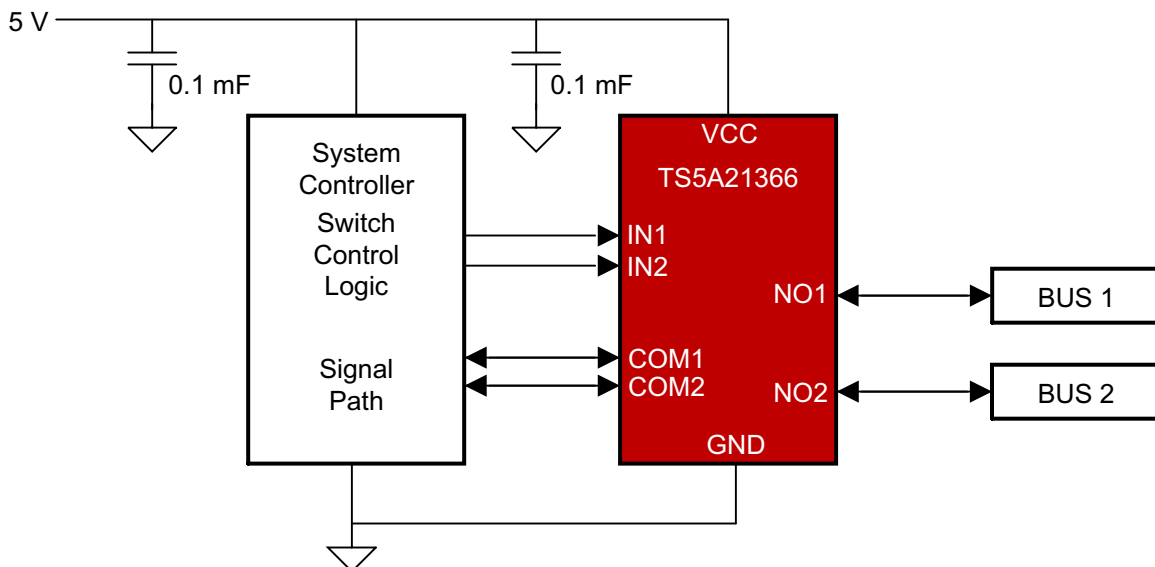 5 V
0.1 mF
0.1 mF
System
Controller
Switch
Control
Logic
Signal
Path
VCC
TS5A21366
IN1
IN2
NO1
COM1
COM2
NO2
GND
BUS 1
BUS 2